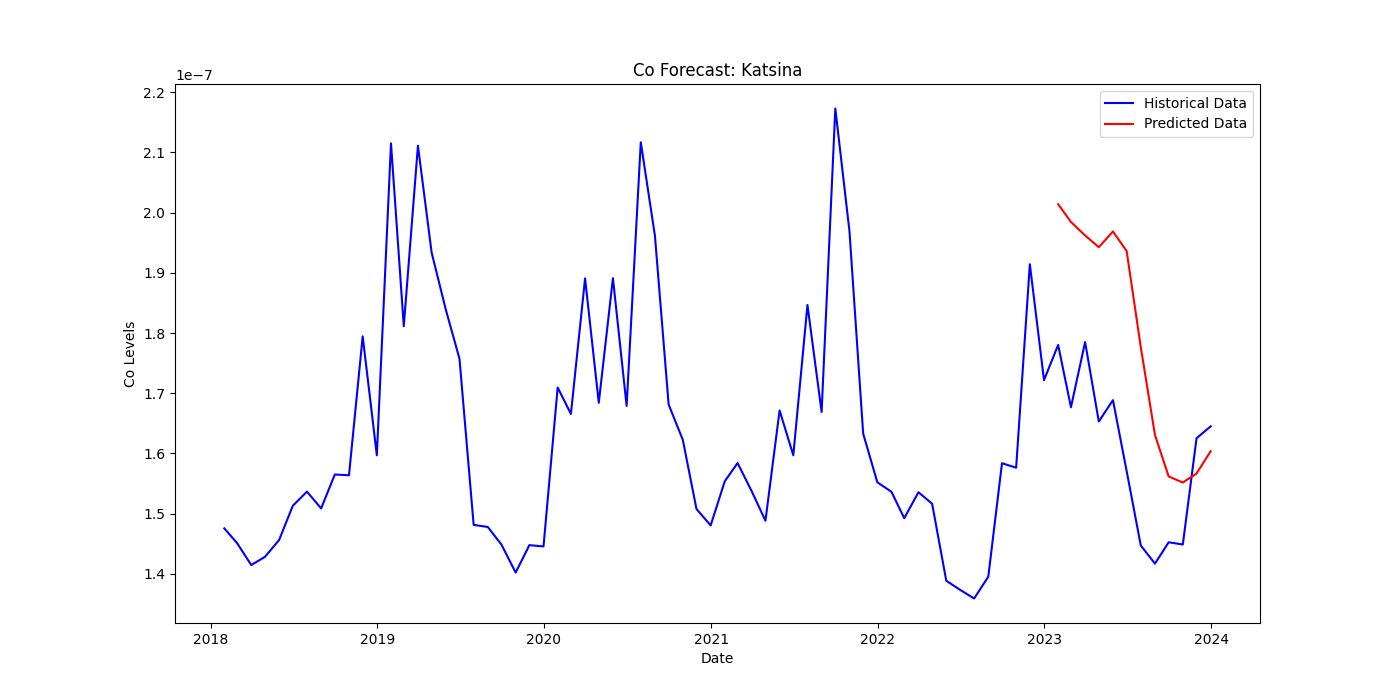 Co Forecast: Katsina
1e−7
Historical Data
Predicted Data
2.2
2.1
2.0
1.9
1.8
1.7
1.6
1.5
1.4
Co Levels
2018 2019 2020 2021 2022 2023 2024
Date